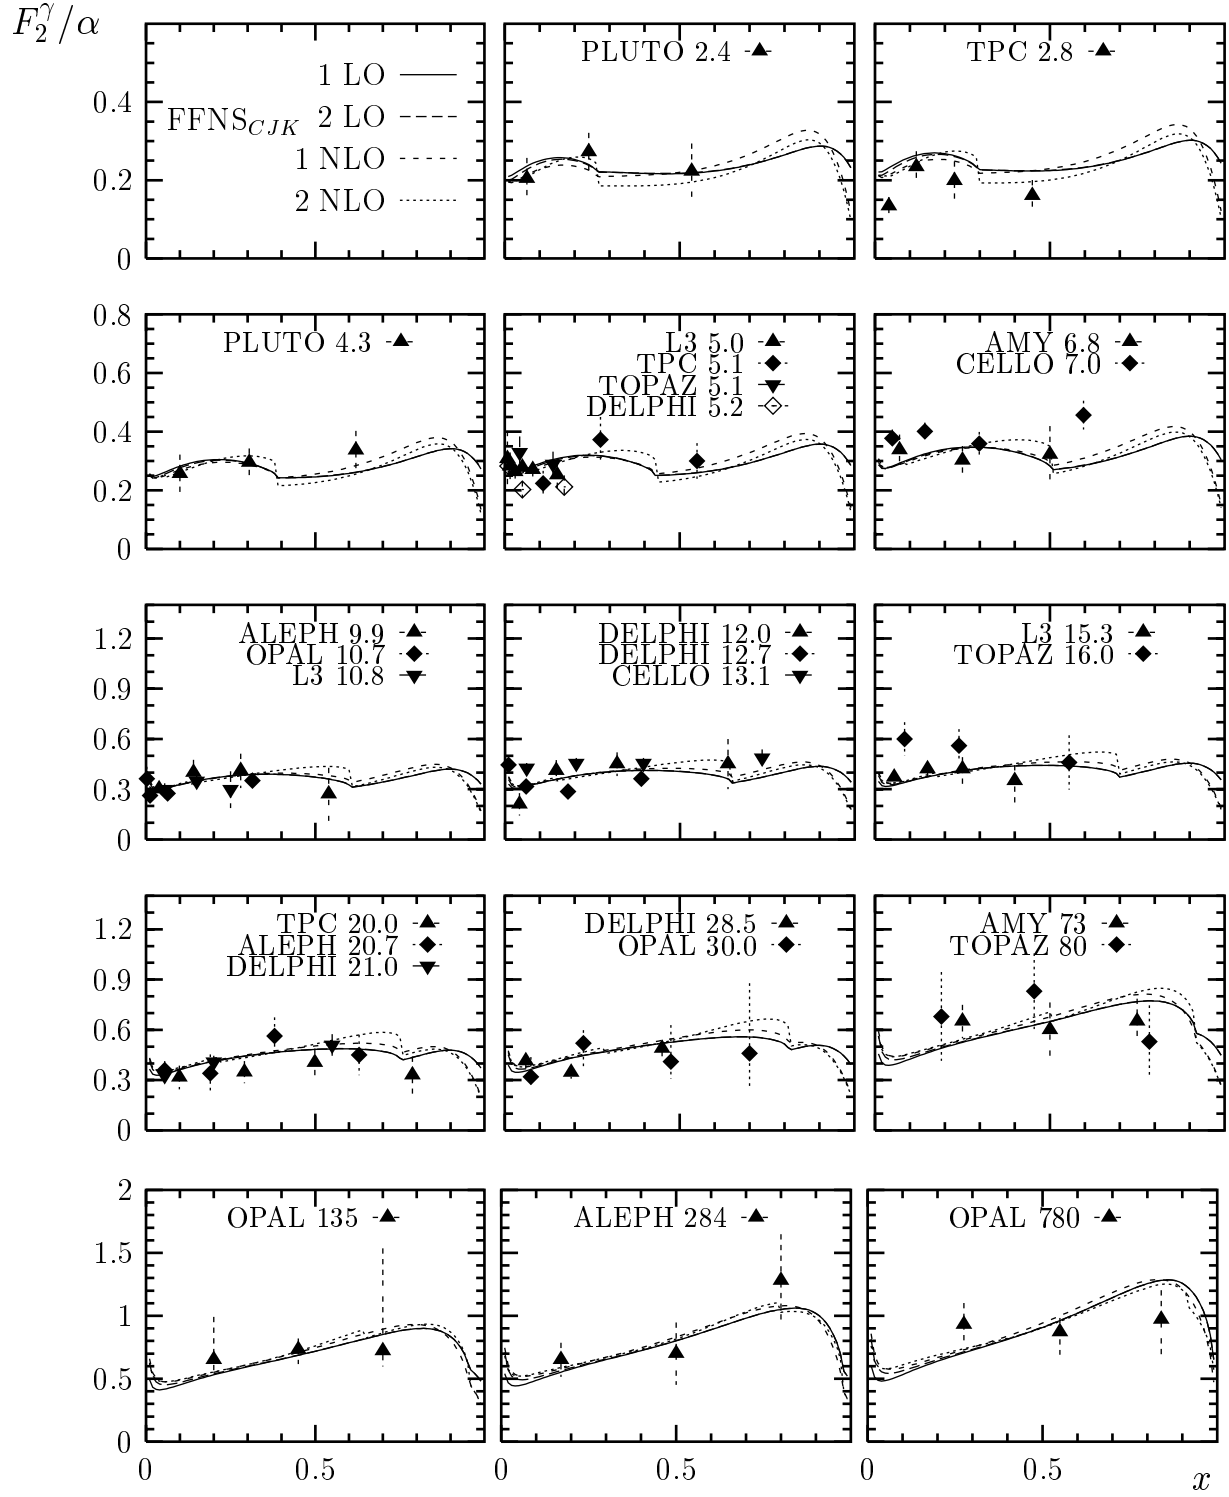 F₂^γ/α
1 LO
FFNS_CJK 2 LO
1 NLO
2 NLO
PLUTO 2.4
TPC 2.8
0.4
0.2
0
PLUTO 4.3
L3 5.0
TPC 5.1
TOPAZ 5.1
DELPHI 5.2
AMY 6.8
CELLO 7.0
0.8
0.6
0.4
0.2
0
ALEPH 9.9
OPAL 10.7
L3 10.8
DELPHI 12.0
DELPHI 12.7
CELLO 13.1
L3 15.3
TOPAZ 16.0
1.2
0.9
0.6
0.3
0
TPC 20.0
ALEPH 20.7
DELPHI 21.0
DELPHI 28.5
OPAL 30.0
AMY 73
TOPAZ 80
1.2
0.9
0.6
0.3
0
OPAL 135
ALEPH 284
OPAL 780
2
1.5
1
0.5
0
0 0.5 0 0.5 0 0.5 x